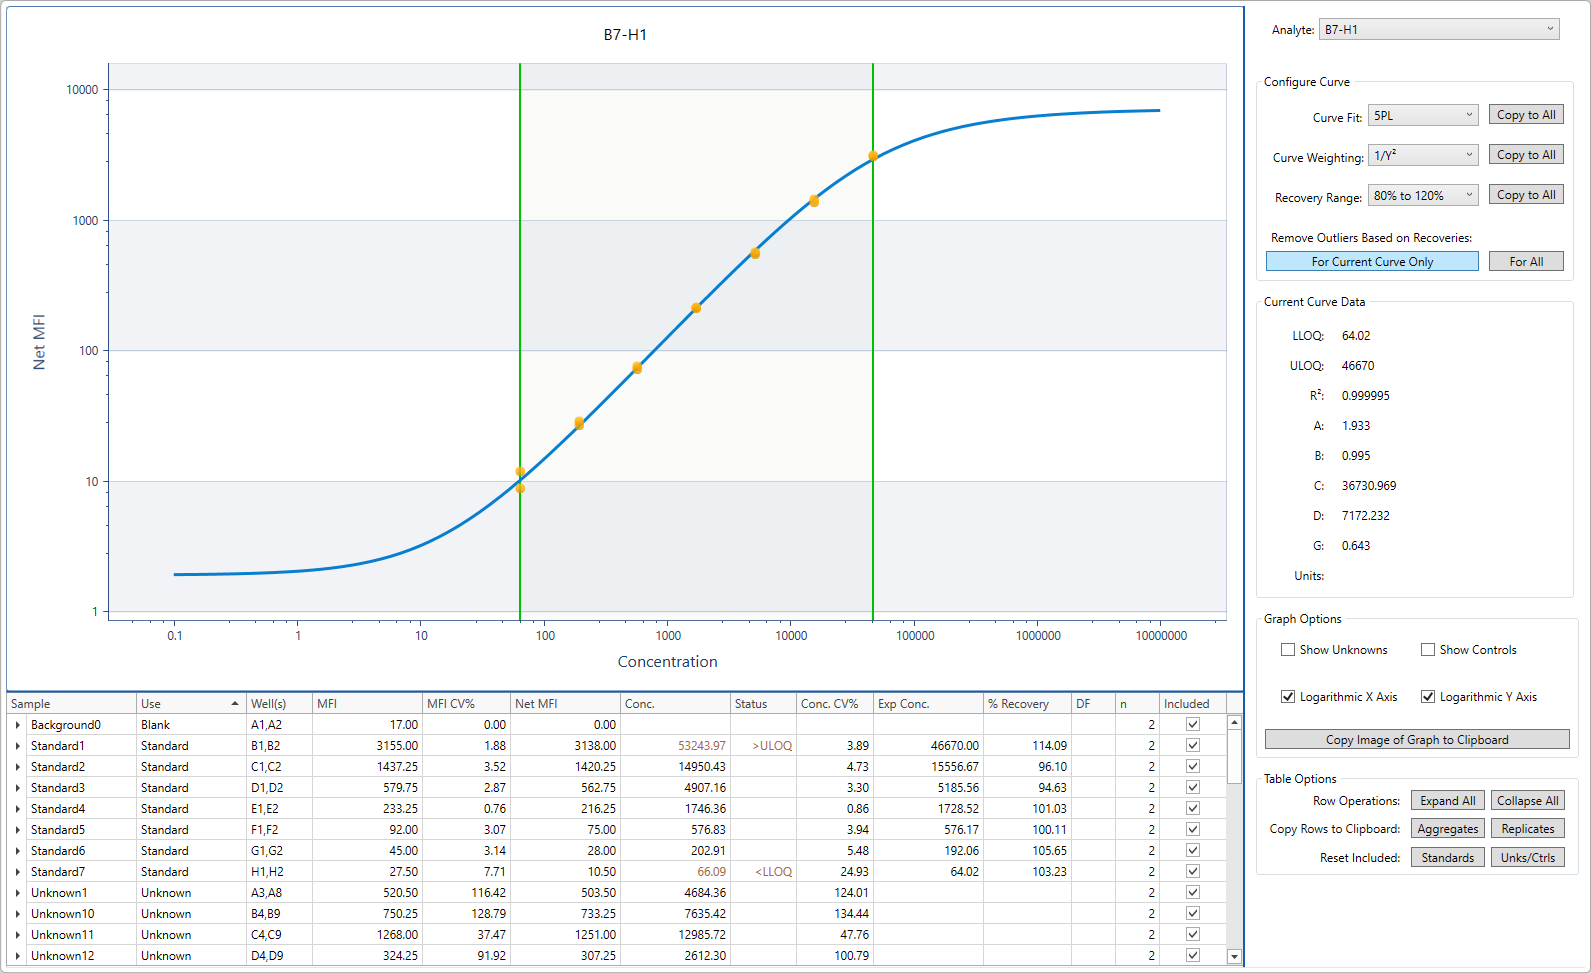 B7-H1
10000
1000
100
10
1
Net MFI
0.1 1 10 100 1000 10000 100000 1000000 10000000
Concentration
Analyte: B7-H1
Configure Curve
Curve Fit: 5PL Copy to All
Curve Weighting: 1/Y² Copy to All
Recovery Range: 80% to 120% Copy to All
Remove Outliers Based on Recoveries:
For Current Curve Only For All
Current Curve Data
LLOQ: 64.02
ULOQ: 46670
R²: 0.999995
A: 1.933
B: 0.995
C: 36730.969
D: 7172.232
G: 0.643
Units:
Graph Options
Show Unknowns Show Controls
Logarithmic X Axis Logarithmic Y Axis
Copy Image of Graph to Clipboard
Table Options
Row Operations: Expand All Collapse All
Copy Rows to Clipboard: Aggregates Replicates
Reset Included: Standards Unks/Ctrls
Sample Use Well(s) MFI MFI CV% Net MFI Conc. Status Conc. CV% Exp Conc. % Recovery DF n Included
Background0 Blank A1,A2 17.00 0.00 0.00 2
Standard1 Standard B1,B2 3155.00 1.88 3138.00 53243.97 >ULOQ 3.89 46670.00 114.09 2
Standard2 Standard C1,C2 1437.25 3.52 1420.25 14950.43 4.73 15556.67 96.10 2
Standard3 Standard D1,D2 579.75 2.87 562.75 4907.16 3.30 5185.56 94.63 2
Standard4 Standard E1,E2 233.25 0.76 216.25 1746.36 0.86 1728.52 101.03 2
Standard5 Standard F1,F2 92.00 3.07 75.00 576.83 3.94 576.17 100.11 2
Standard6 Standard G1,G2 45.00 3.14 28.00 202.91 5.48 192.06 105.65 2
Standard7 Standard H1,H2 27.50 7.71 10.50 66.09 <LLOQ 24.93 64.02 103.23 2
Unknown1 Unknown A3,A8 520.50 116.42 503.50 4684.36 124.01 2
Unknown10 Unknown B4,B9 750.25 128.79 733.25 7635.42 134.44 2
Unknown11 Unknown C4,C9 1268.00 37.47 1251.00 12985.72 47.76 2
Unknown12 Unknown D4,D9 324.25 91.92 307.25 2612.30 100.79 2